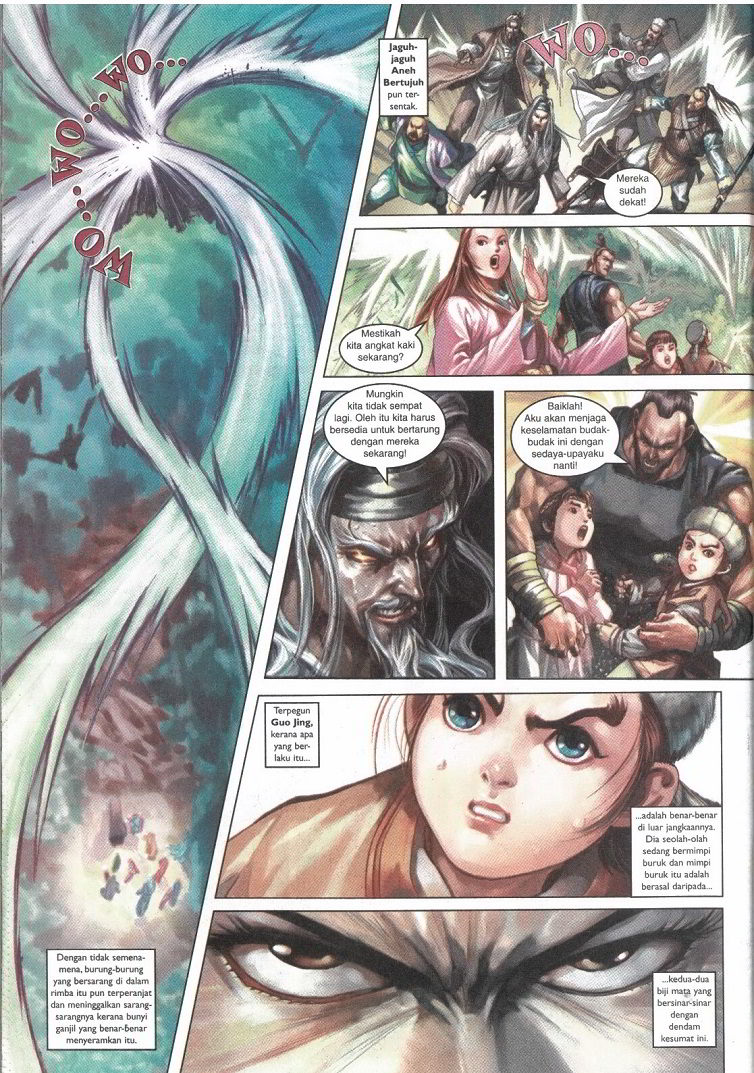 WO...WO...WO...WO...
Dengan tidak semena-
mena, burung-burung
yang bersarang di dalam
rimba itu pun terperanjat
dan meninggalkan sarang-
sarangnya kerana bunyi
ganjil yang benar-benar
menyeramkan itu.
Jaguh-
jaguh
Aneh
Bertujuh
pun ter-
sentak.
WO...
Mereka
sudah
dekat!
Mestikah
kita angkat kaki
sekarang?
Mungkin
kita tidak sempat
lagi. Oleh itu kita harus
bersedia untuk bertarung
dengan mereka
sekarang!
Baiklah!
Aku akan menjaga
keselamatan budak-
budak ini dengan
sedaya-upayaku
nanti!
Terpegun
Guo Jing,
kerana apa
yang ber-
laku itu...
...adalah benar-benar
di luar jangkaannya.
Dia seolah-olah
sedang bermimpi
buruk dan mimpi
buruk itu adalah
berasal daripada...
...kedua-dua
biji mata yang
bersinar-sinar
dengan
dendam
kesumat ini.